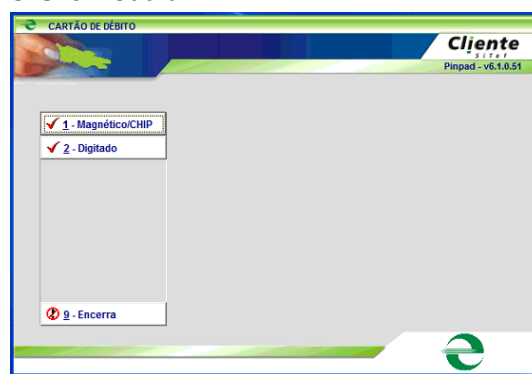 CARTÃO DE DÉBITO
Cliente
SiTef
Pinpad - v6.1.0.51
1 - Magnético/CHIP
2 - Digitado
9 - Encerra